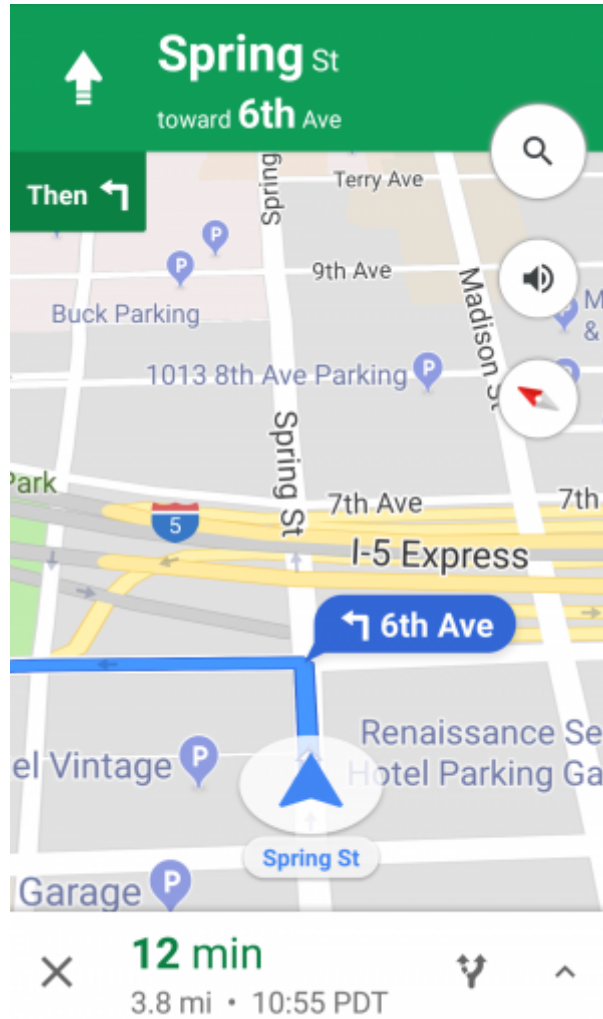 Spring St
toward 6th Ave
Then
Spring
Terry Ave
P
9th Ave
P
Buck Parking
Madison St
M
&
1013 8th Ave Parking P
Spring St
Park
7th Ave
7th
5
I-5 Express
6th Ave
Renaissance Se
Hotel Parking Ga
el Vintage P
Spring St
Garage P
12 min
3.8 mi • 10:55 PDT